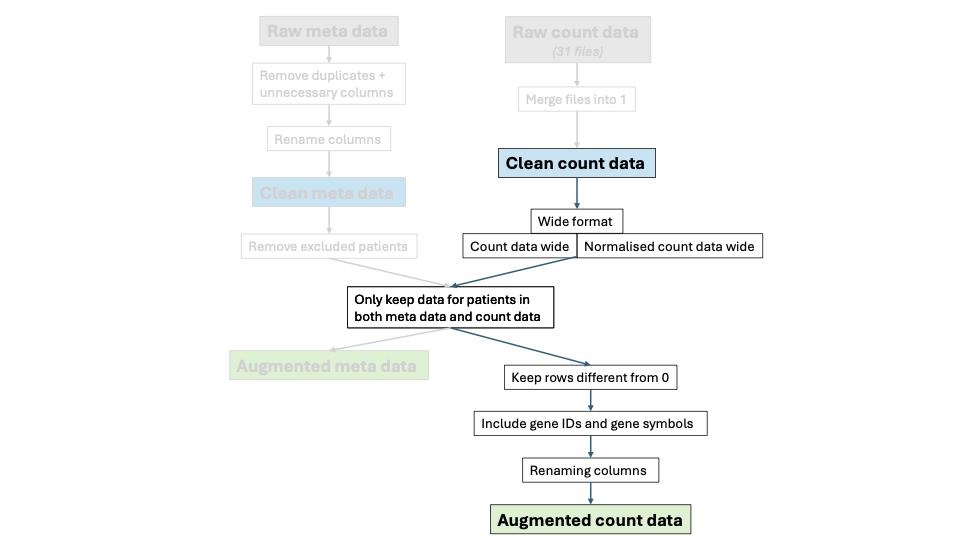 Raw meta data
Remove duplicates +
unnecessary columns
Rename columns
Clean meta data
Remove excluded patients
Raw count data
(31 files)
Merge files into 1
Clean count data
Wide format
Count data wide
Normalised count data wide
Only keep data for patients in
both meta data and count data
Augmented meta data
Keep rows different from 0
Include gene IDs and gene symbols
Renaming columns
Augmented count data